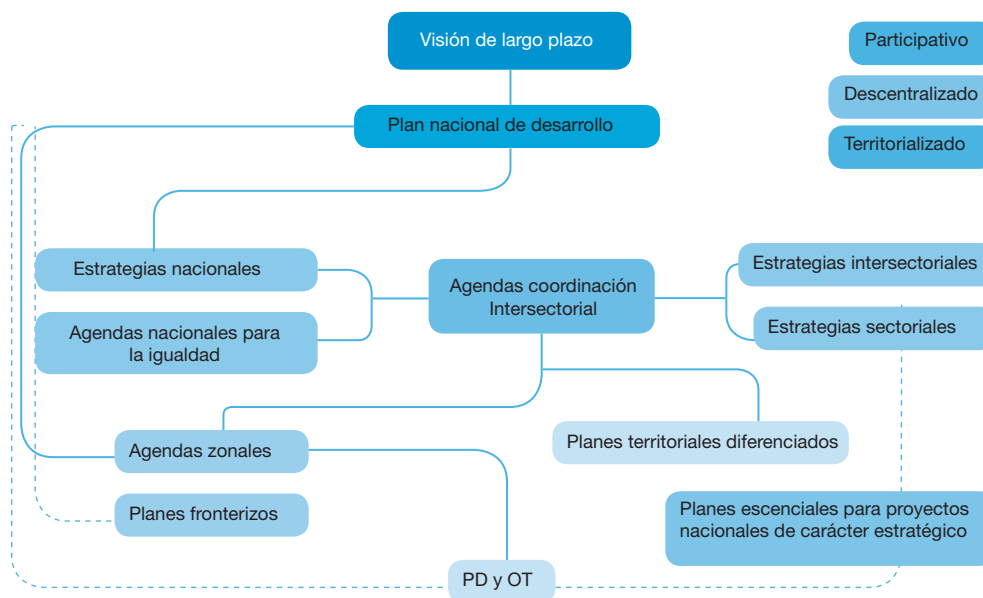 Visión de largo plazo
Participativo
Descentralizado
Plan nacional de desarrollo
Territorializado
Estrategias nacionales
Agendas coordinación
Intersectorial
Estrategias intersectoriales
Agendas nacionales para
la igualdad
Estrategias sectoriales
Agendas zonales
Planes territoriales diferenciados
Planes fronterizos
Planes escenciales para proyectos
nacionales de carácter estratégico
PD y OT